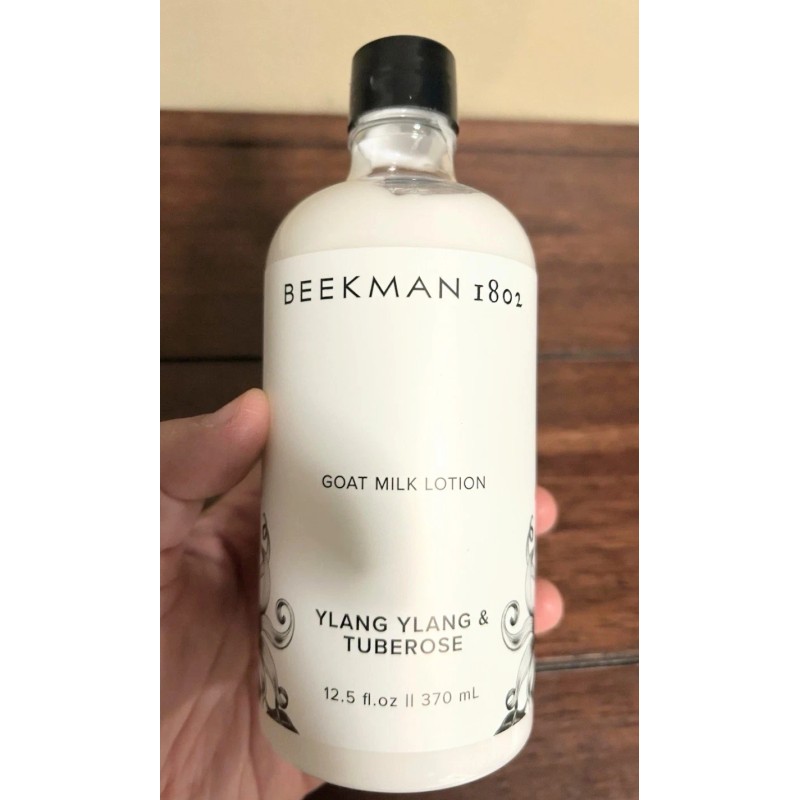 BEEKMAN 1802
GOAT MILK LOTION
YLANG YLANG &
TUBEROSE
12.5 fl.oz || 370 mL